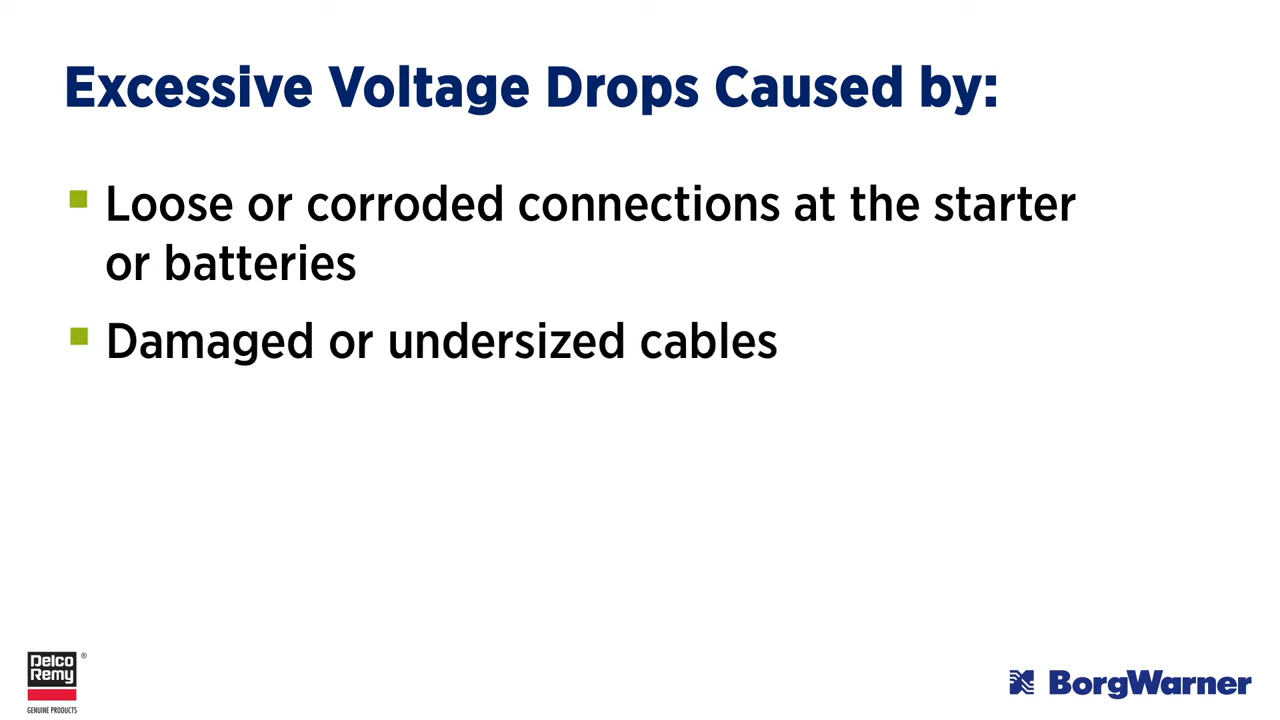 Excessive Voltage Drops Caused by:
Loose or corroded connections at the starter
or batteries
Damaged or undersized cables
Delco
Remy
®
GENUINE PRODUCTS
BorgWarner